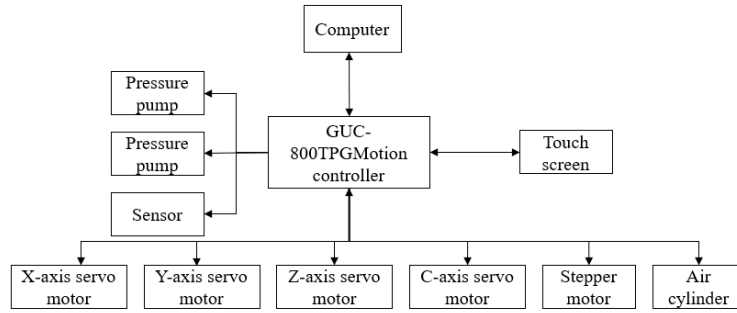 Computer
Pressure
pump
GUC-
800TPGMotion
controller
Touch
screen
Pressure
pump
Sensor
X-axis servo
motor
Y-axis servo
motor
Z-axis servo
motor
C-axis servo
motor
Stepper
motor
Air
cylinder